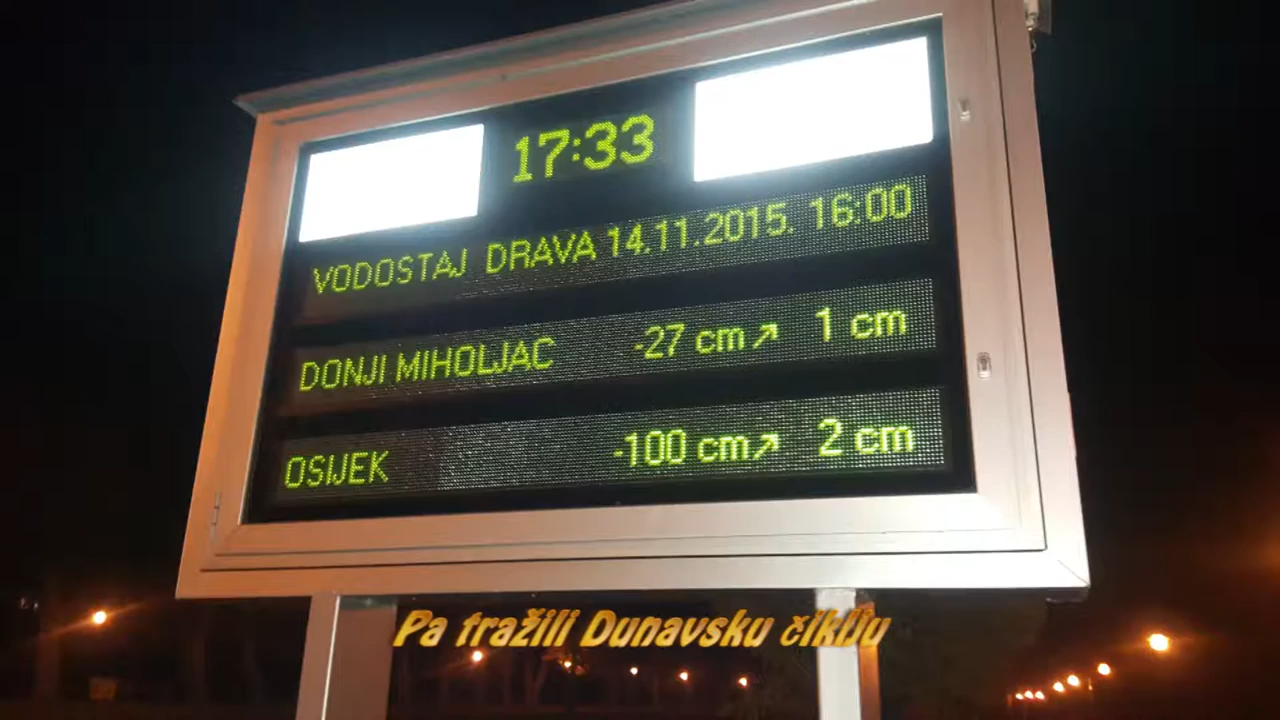 17:33
VODOSTAJ DRAVA 14.11.2015. 16:00
DONJI MIHOLJAC -27 cm↗ 1 cm
OSIJEK -100 cm↗ 2 cm
Pa tražili Dunavsku čikliju